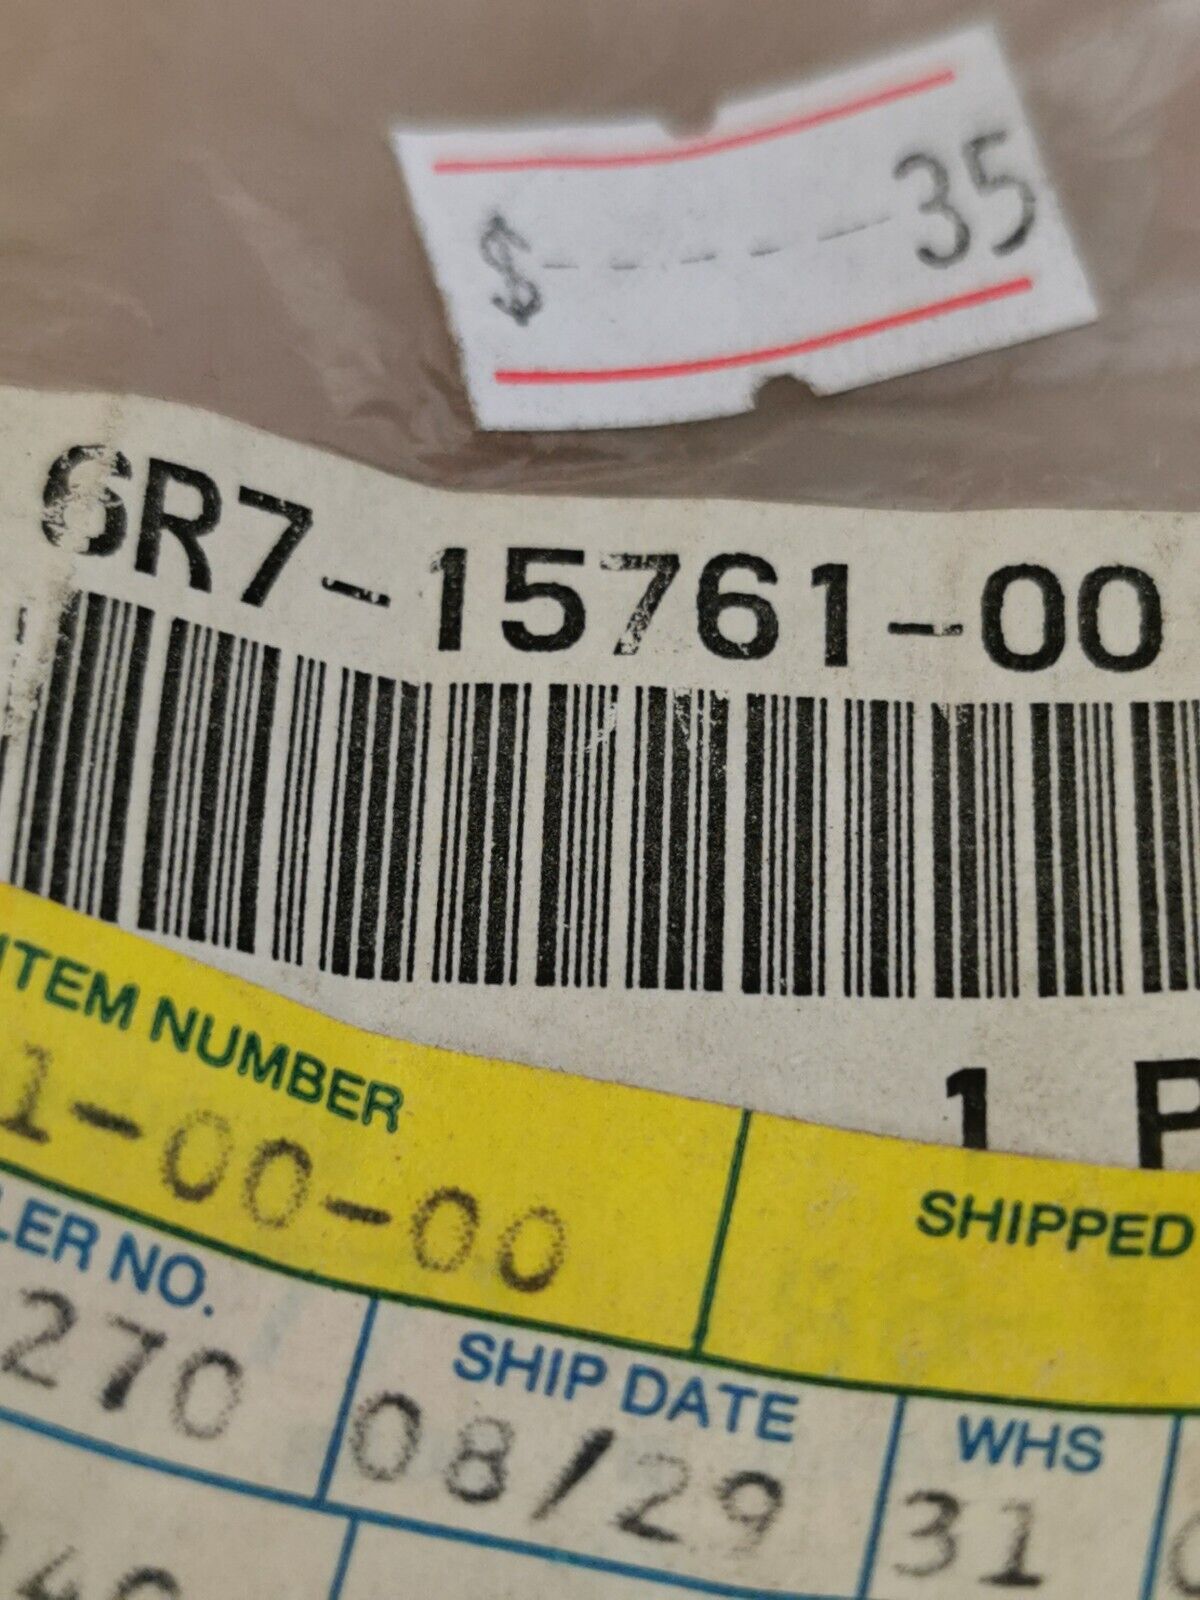 $-----35
6R7-15761-00
1 P
ITEM NUMBER
1-00-00
SHIPPED
LER NO.
270
SHIP DATE
08/29
WHS
31